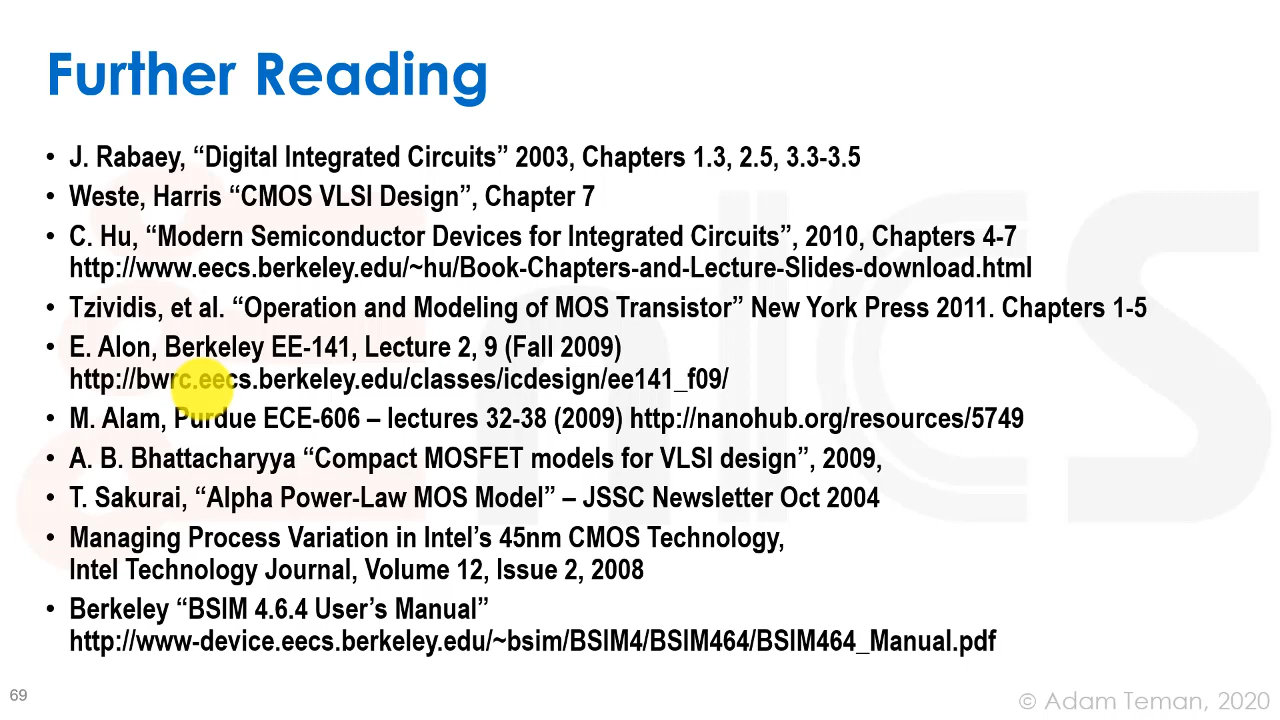 Further Reading
• J. Rabaey, “Digital Integrated Circuits” 2003, Chapters 1.3, 2.5, 3.3-3.5
• Weste, Harris “CMOS VLSI Design”, Chapter 7
• C. Hu, “Modern Semiconductor Devices for Integrated Circuits”, 2010, Chapters 4-7
http://www.eecs.berkeley.edu/~hu/Book-Chapters-and-Lecture-Slides-download.html
• Tzividis, et al. “Operation and Modeling of MOS Transistor” New York Press 2011. Chapters 1-5
• E. Alon, Berkeley EE-141, Lecture 2, 9 (Fall 2009)
http://bwrc.eecs.berkeley.edu/classes/icdesign/ee141_f09/
• M. Alam, Purdue ECE-606 – lectures 32-38 (2009) http://nanohub.org/resources/5749
• A. B. Bhattacharyya “Compact MOSFET models for VLSI design”, 2009,
• T. Sakurai, “Alpha Power-Law MOS Model” – JSSC Newsletter Oct 2004
• Managing Process Variation in Intel’s 45nm CMOS Technology,
Intel Technology Journal, Volume 12, Issue 2, 2008
• Berkeley “BSIM 4.6.4 User’s Manual”
http://www-device.eecs.berkeley.edu/~bsim/BSIM4/BSIM464/BSIM464_Manual.pdf
69
© Adam Teman, 2020